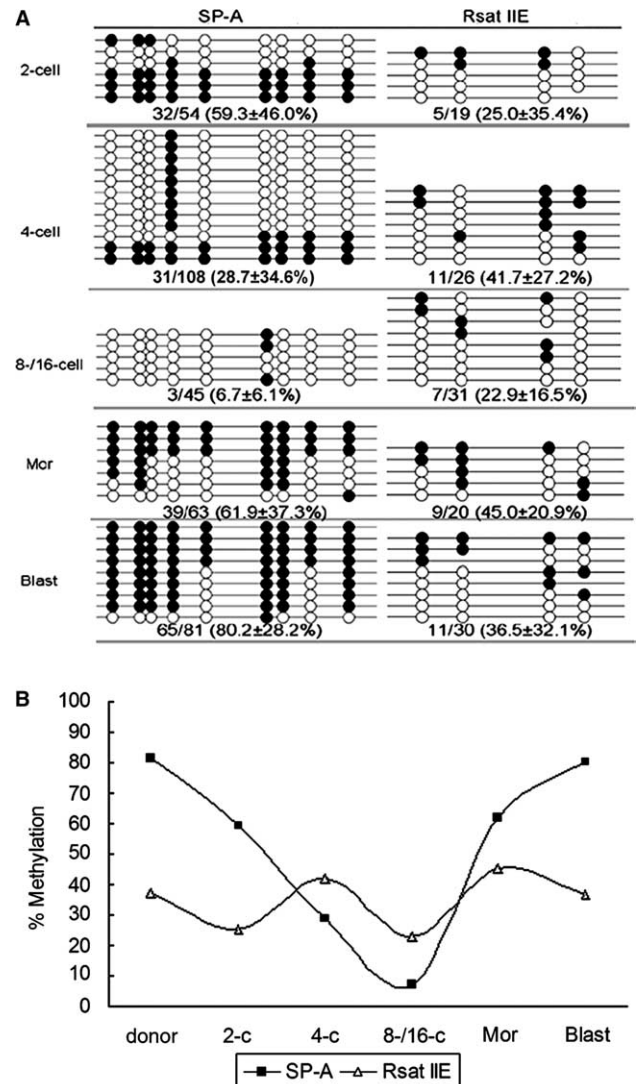 A
SP-A Rsat IIE
2-cell
32/54 (59.3±46.0%) 5/19 (25.0±35.4%)
4-cell
31/108 (28.7±34.6%) 11/26 (41.7±27.2%)
8-/16-cell
3/45 (6.7±6.1%) 7/31 (22.9±16.5%)
Mor
39/63 (61.9±37.3%) 9/20 (45.0±20.9%)
Blast
65/81 (80.2±28.2%) 11/30 (36.5±32.1%)
B
% Methylation
100
90
80
70
60
50
40
30
20
10
0
donor 2-c 4-c 8-/16-c Mor Blast
SP-A Rsat IIE